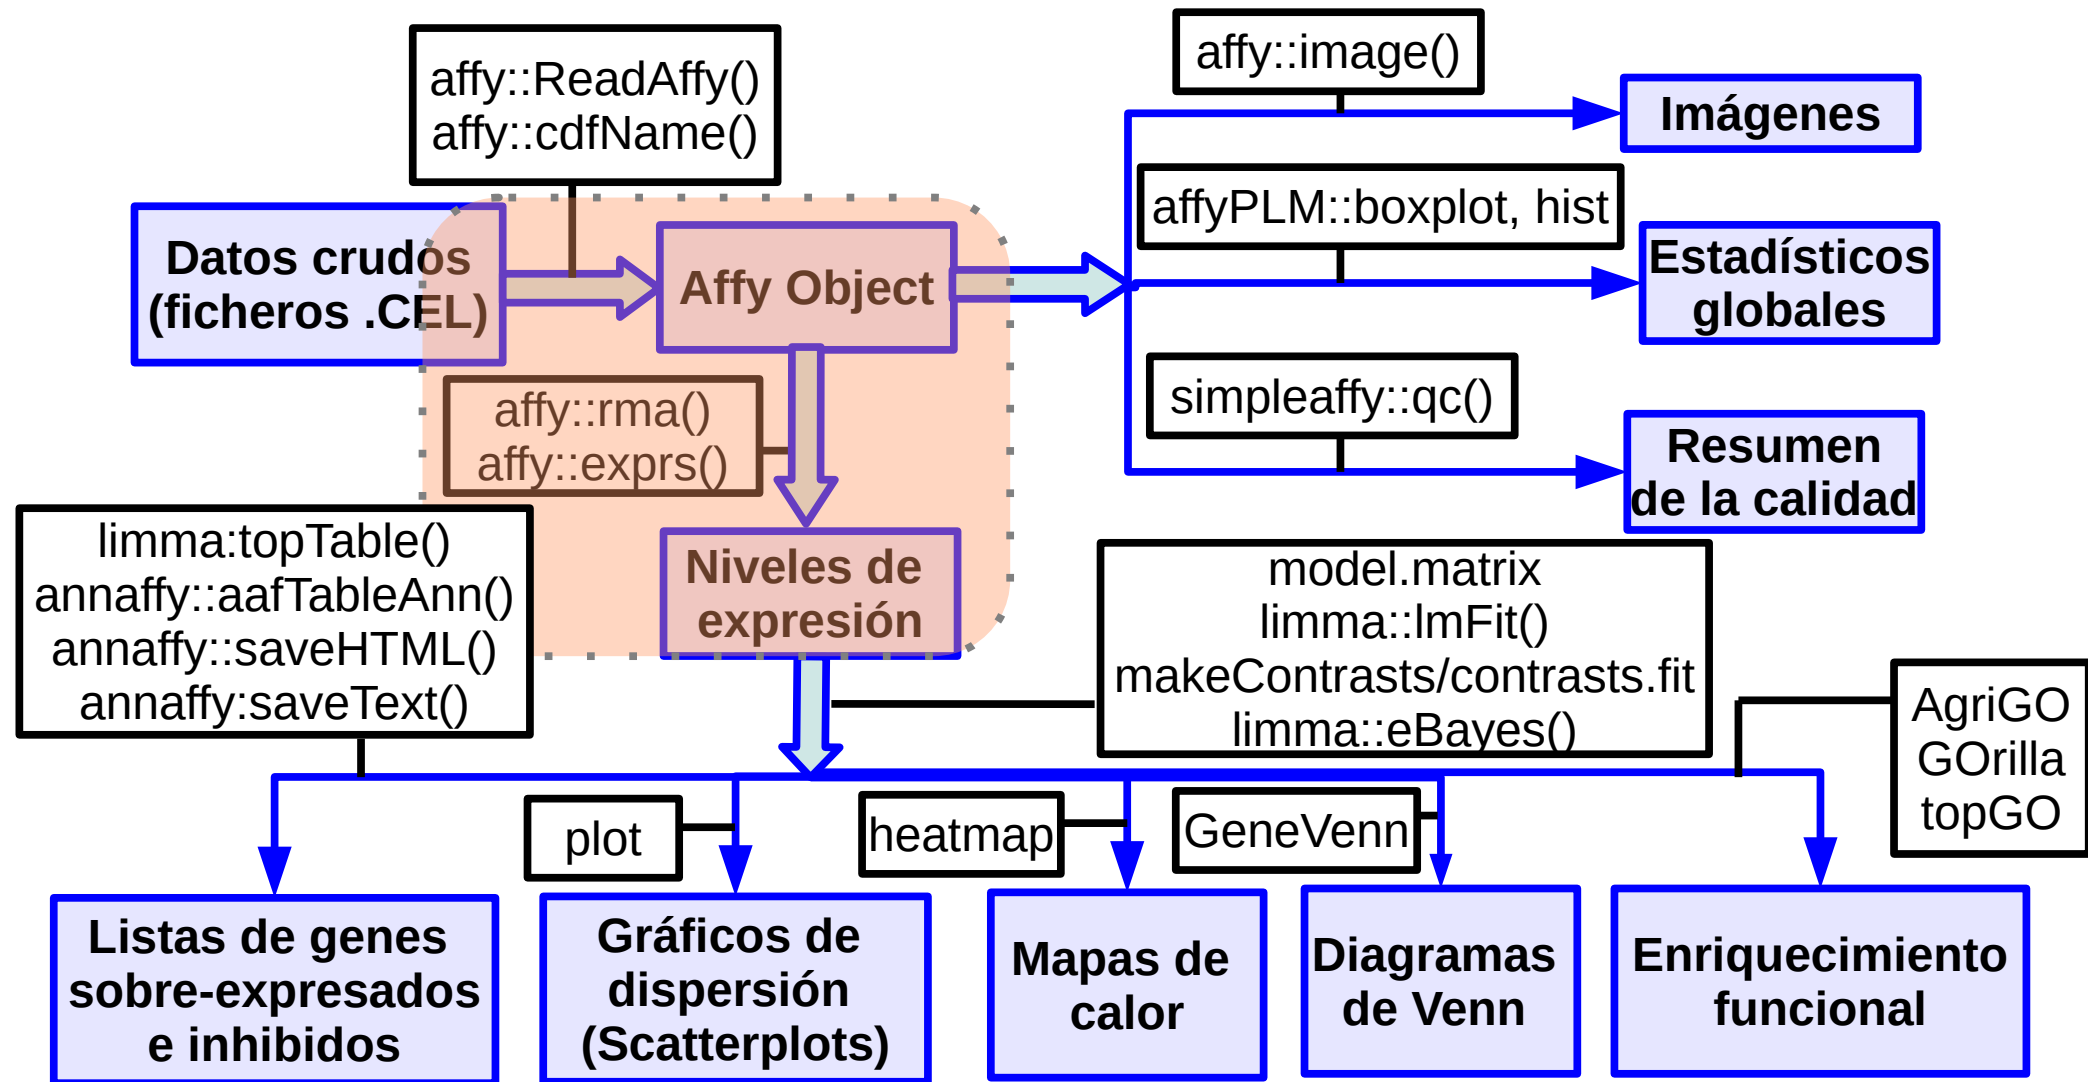 affy::ReadAffy()
affy::cdfName()
affy::image()
Imágenes
affyPLM::boxplot, hist
Datos crudos
(ficheros .CEL)
Affy Object
Estadísticos
globales
affy::rma()
affy::exprs()
simpleaffy::qc()
Resumen
de la calidad
limma:topTable()
annaffy::aafTableAnn()
annaffy::saveHTML()
annaffy:saveText()
Niveles de
expresión
model.matrix
limma::lmFit()
makeContrasts/contrasts.fit
limma::eBayes()
AgriGO
GOrilla
topGO
plot
heatmap
GeneVenn
Listas de genes
sobre-expresados
e inhibidos
Gráficos de
dispersión
(Scatterplots)
Mapas de
calor
Diagramas
de Venn
Enriquecimiento
funcional